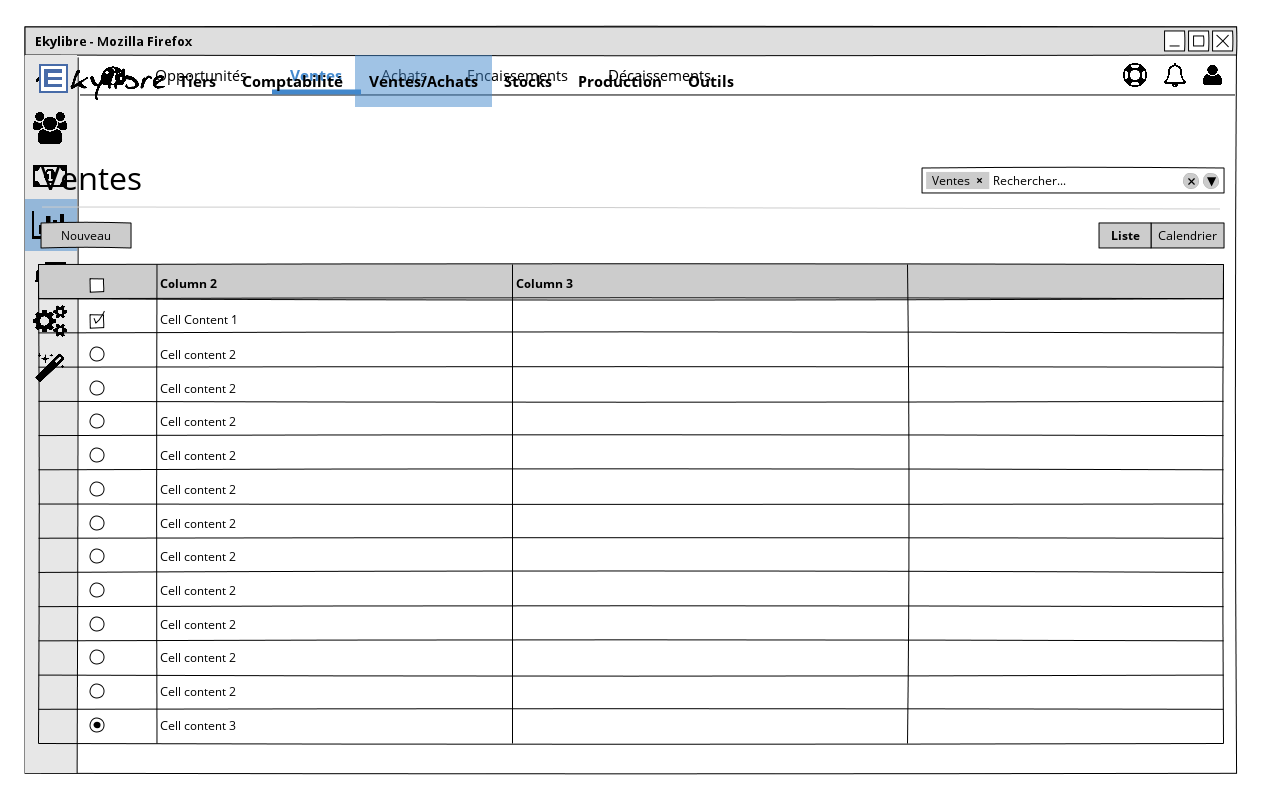 Ekylibre - Mozilla Firefox
Opportunités Ventes Achats Encaissements Décaissements
E Ekylibre Tiers Comptabilité Ventes/Achats Stocks Production Outils
Ventes
Ventes × Rechercher...
Nouveau
Liste Calendrier
Column 2 Column 3
Cell Content 1
Cell content 2
Cell content 2
Cell content 2
Cell content 2
Cell content 2
Cell content 2
Cell content 2
Cell content 2
Cell content 2
Cell content 2
Cell content 2
Cell content 3